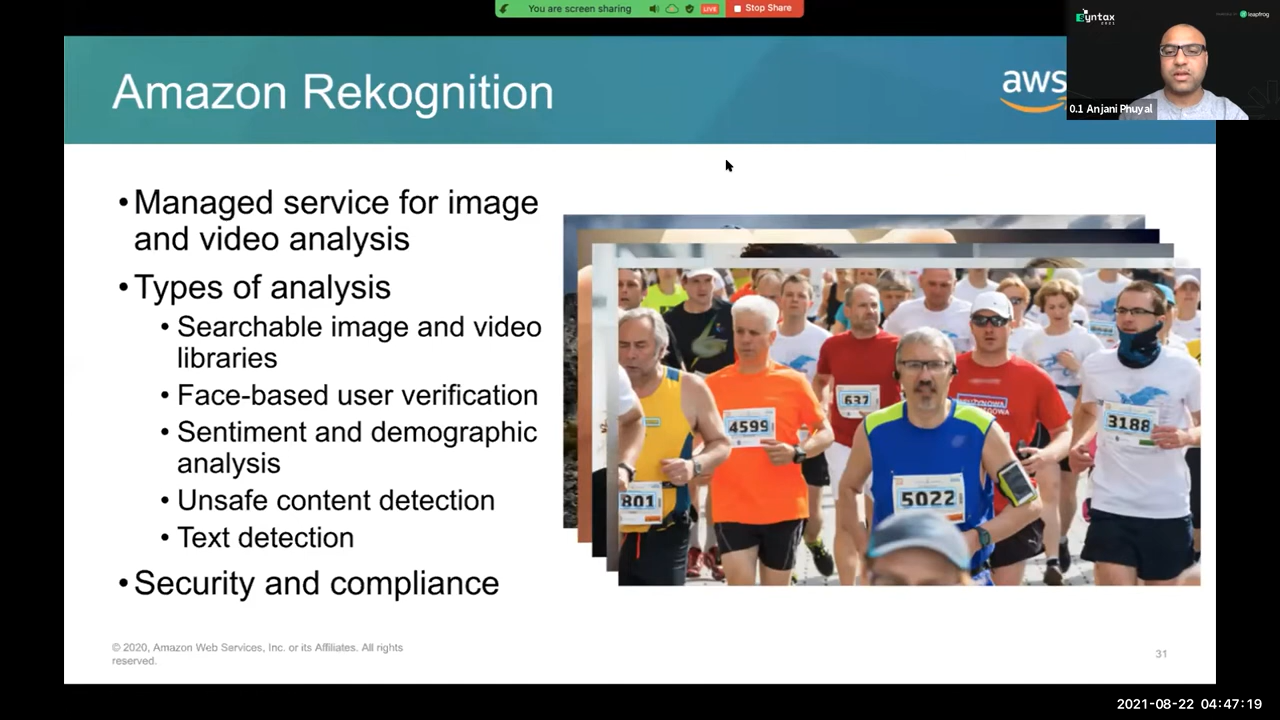 You are screen sharing
LIVE
Stop Share
Syntax
2021
leapfrog
Amazon Rekognition
aws
0.1 Anjani Phuyal
•Managed service for image
and video analysis
•Types of analysis
•Searchable image and video
libraries
•Face-based user verification
•Sentiment and demographic
analysis
•Unsafe content detection
•Text detection
•Security and compliance
637
4599
3188
801
5022
© 2020, Amazon Web Services, Inc. or its Affiliates. All rights
reserved.
31
2021-08-22 04:47:19